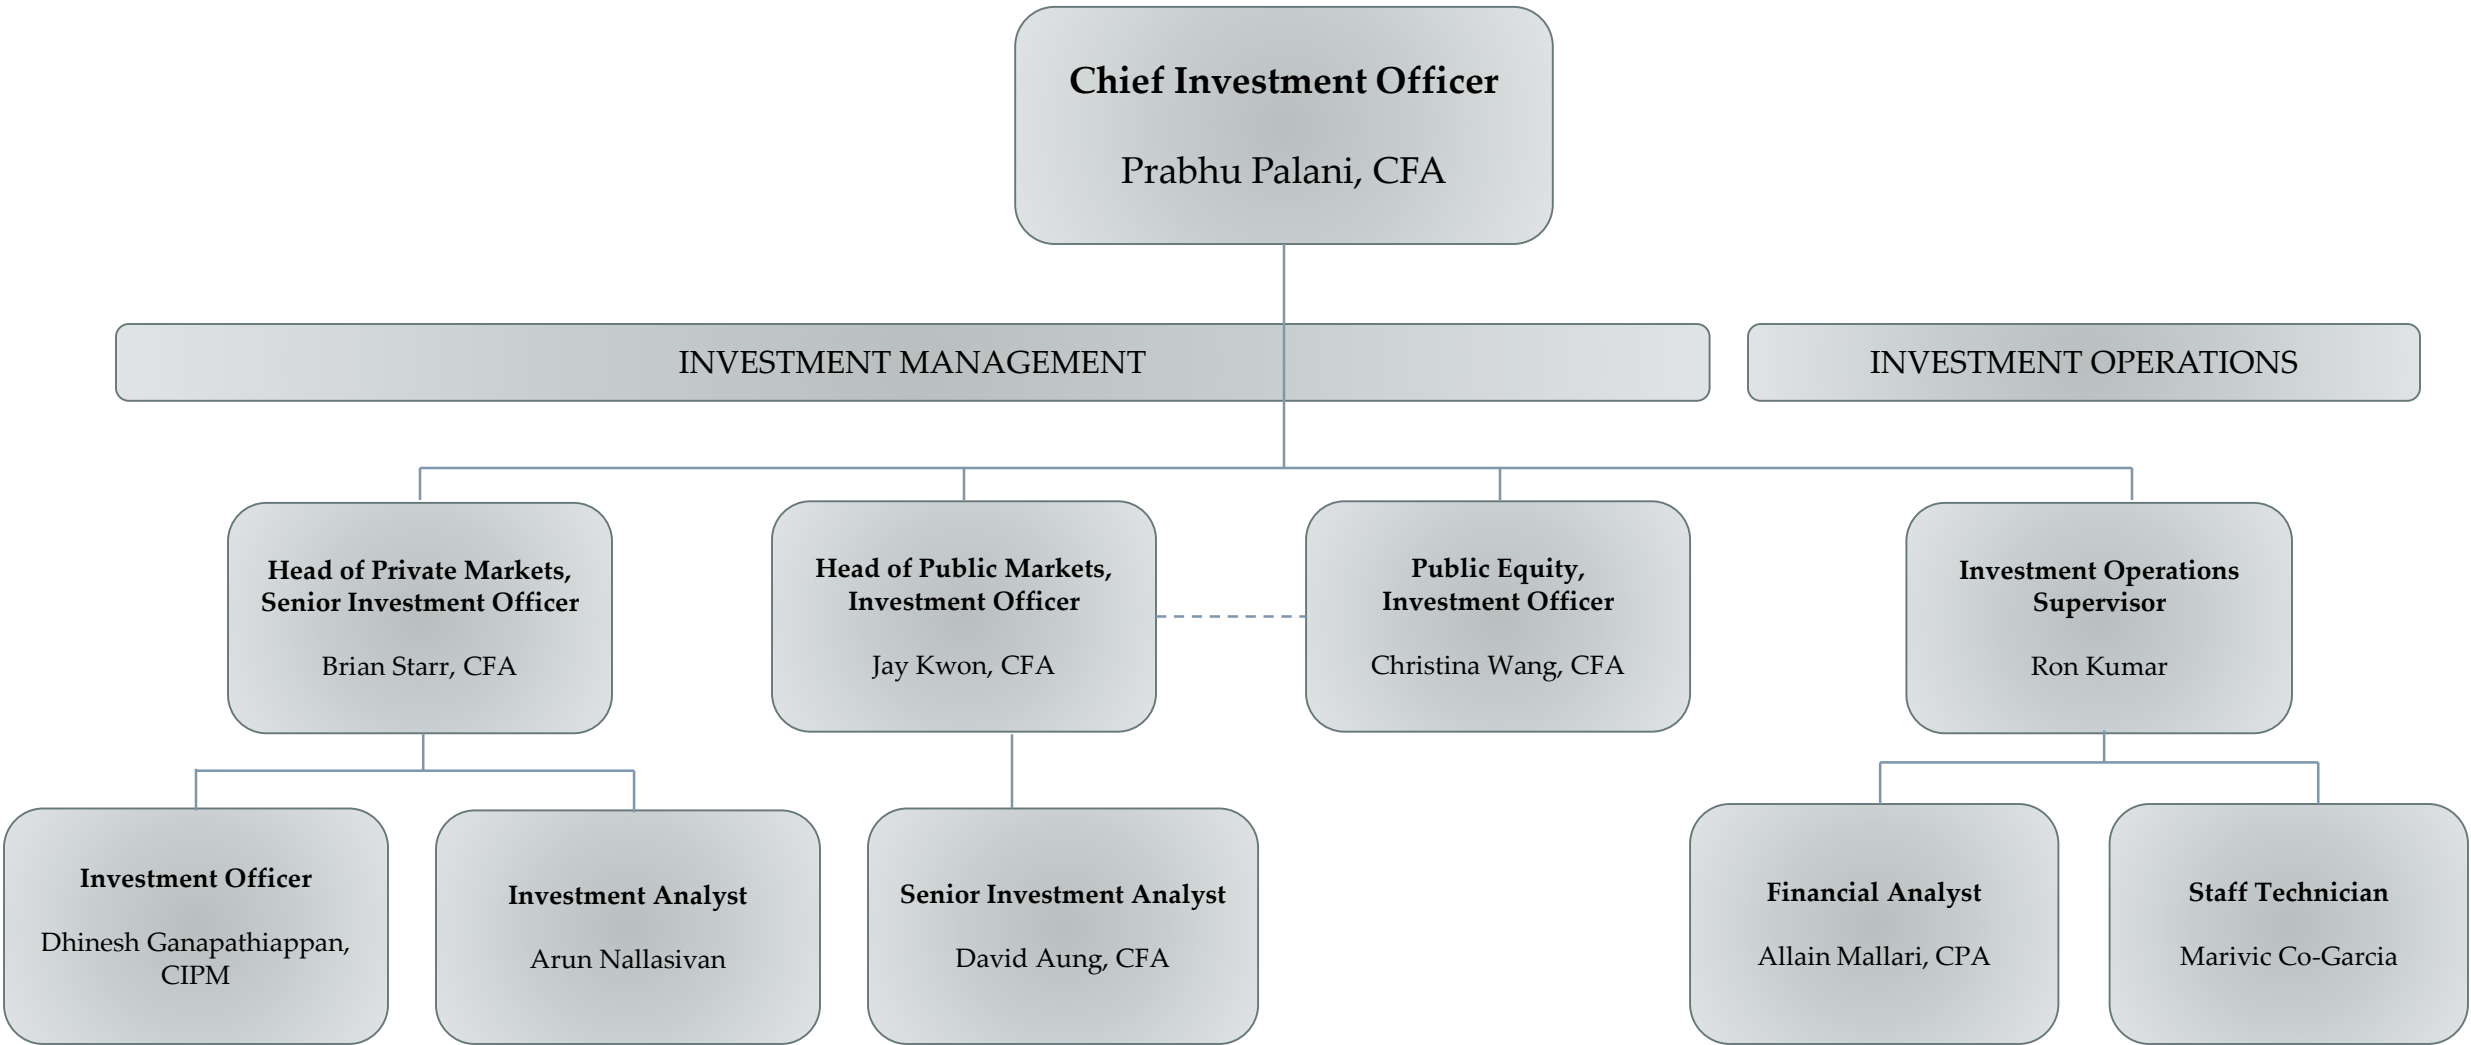 Chief Investment Officer
Prabhu Palani, CFA
INVESTMENT MANAGEMENT
INVESTMENT OPERATIONS
Head of Private Markets,
Senior Investment Officer
Brian Starr, CFA
Head of Public Markets,
Investment Officer
Jay Kwon, CFA
Public Equity,
Investment Officer
Christina Wang, CFA
Investment Operations
Supervisor
Ron Kumar
Investment Officer
Dhinesh Ganapathiappan,
CIPM
Investment Analyst
Arun Nallasivan
Senior Investment Analyst
David Aung, CFA
Financial Analyst
Allain Mallari, CPA
Staff Technician
Marivic Co-Garcia